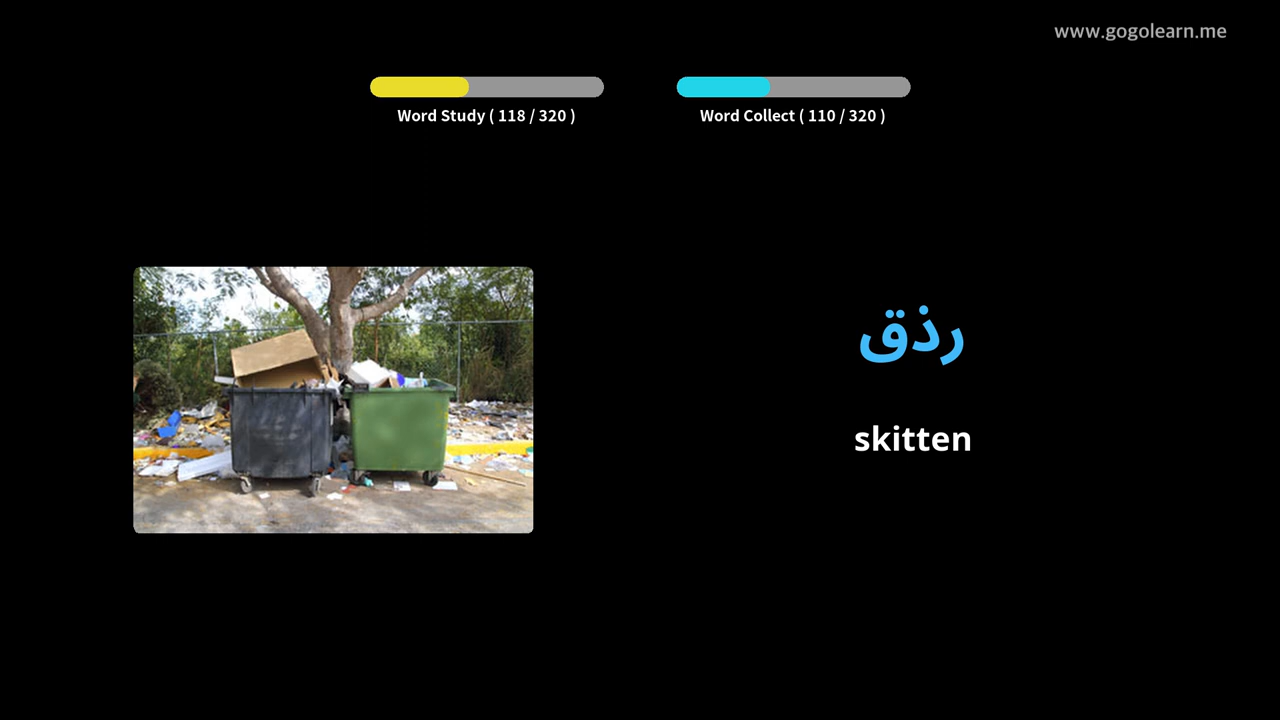 www.gogolearn.me
Word Study ( 118 / 320 )
Word Collect ( 110 / 320 )
رذق
skitten